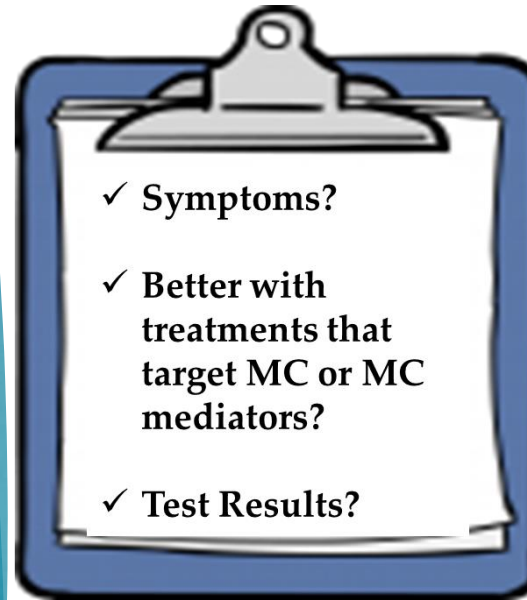 ✓ Symptoms?
✓ Better with
treatments that
target MC or MC
mediators?
✓ Test Results?